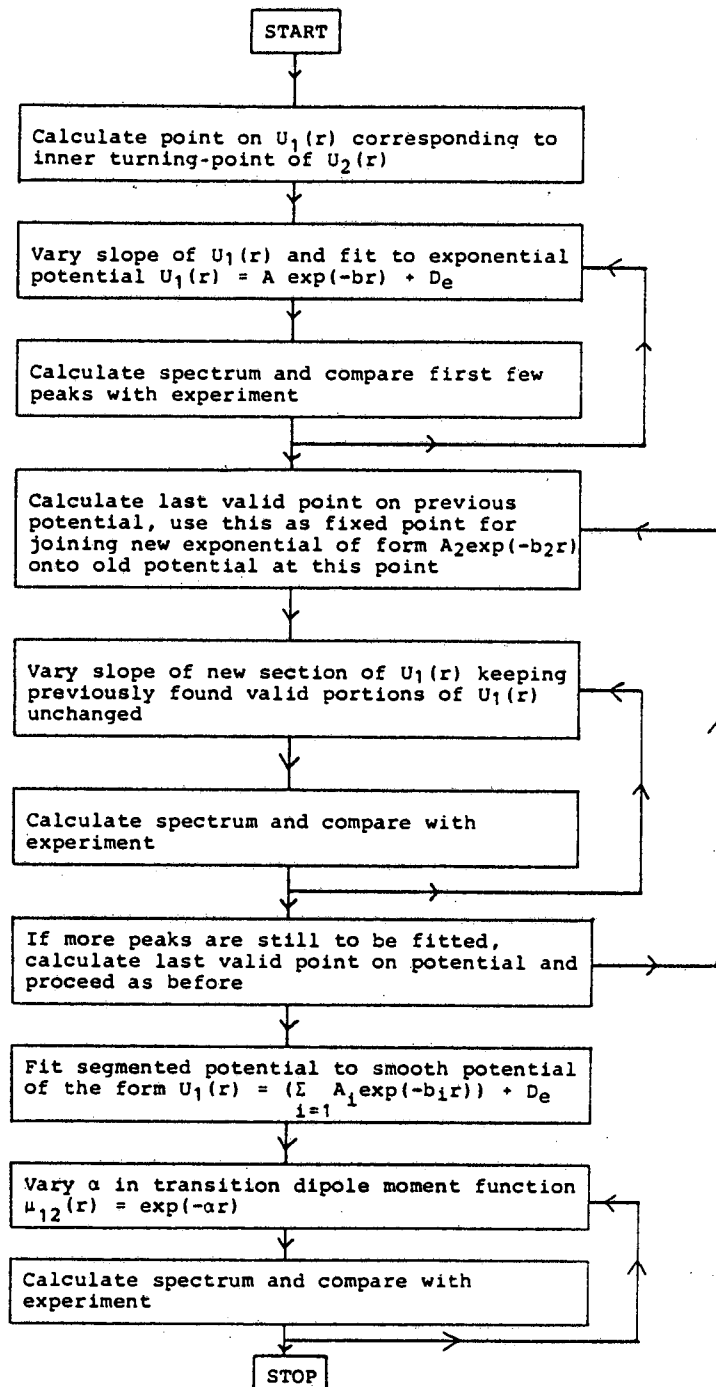 START
Calculate point on U₁(r) corresponding to
inner turning-point of U₂(r)
Vary slope of U₁(r) and fit to exponential
potential U₁(r) = A exp(-br) + Dₑ
Calculate spectrum and compare first few
peaks with experiment
Calculate last valid point on previous
potential, use this as fixed point for
joining new exponential of form A₂exp(-b₂r)
onto old potential at this point
Vary slope of new section of U₁(r) keeping
previously found valid portions of U₁(r)
unchanged
Calculate spectrum and compare with
experiment
If more peaks are still to be fitted,
calculate last valid point on potential and
proceed as before
Fit segmented potential to smooth potential
of the form U₁(r) = (Σ Aᵢexp(-bᵢr)) + Dₑ
i=1
Vary α in transition dipole moment function
μ₁₂(r) = exp(-αr)
Calculate spectrum and compare with
experiment
STOP